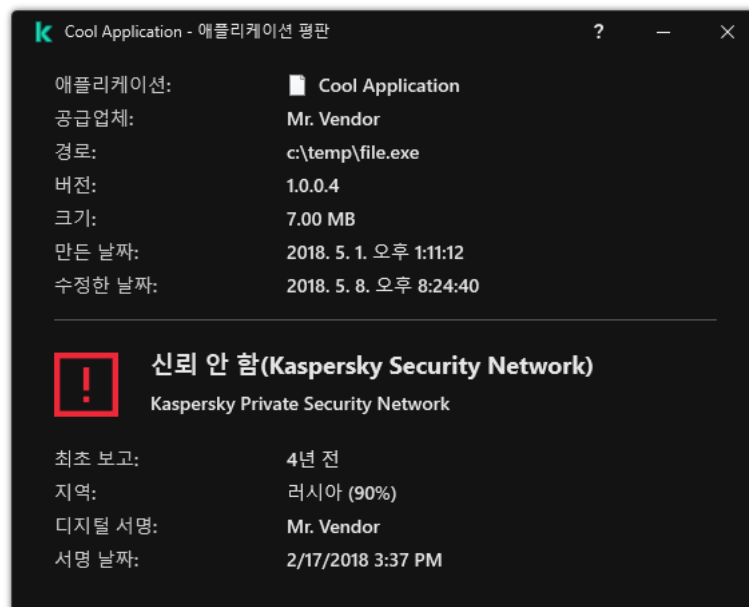 Cool Application - 애플리케이션 평판 ?
애플리케이션: Cool Application
공급업체: Mr. Vendor
경로: c:\temp\file.exe
버전: 1.0.0.4
크기: 7.00 MB
만든 날짜: 2018. 5. 1. 오후 1:11:12
수정한 날짜: 2018. 5. 8. 오후 8:24:40
신뢰 안 함(Kaspersky Security Network)
Kaspersky Private Security Network
최초 보고: 4년 전
지역: 러시아 (90%)
디지털 서명: Mr. Vendor
서명 날짜: 2/17/2018 3:37 PM